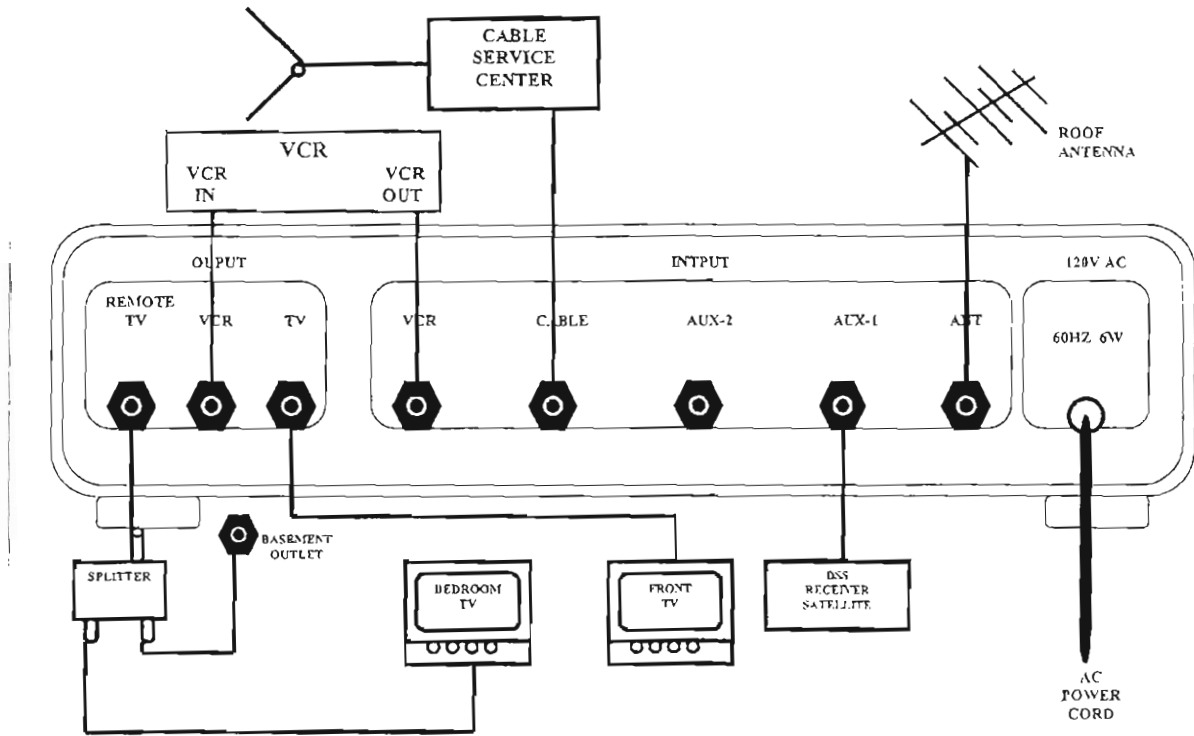 CABLE
SERVICE
CENTER
VCR
VCR
IN
VCR
OUT
ROOF
ANTENNA
OUPUT
INTPUT
120V AC
REMOTE
TV
VCR
TV
VCR
CABLE
AUX-2
AUX-1
ANT
60HZ 6W
SPLITTER
BASEMENT
OUTLET
BEDROOM
TV
FRONT
TV
DSS
RECEIVER
SATELLITE
AC
POWER
CORD